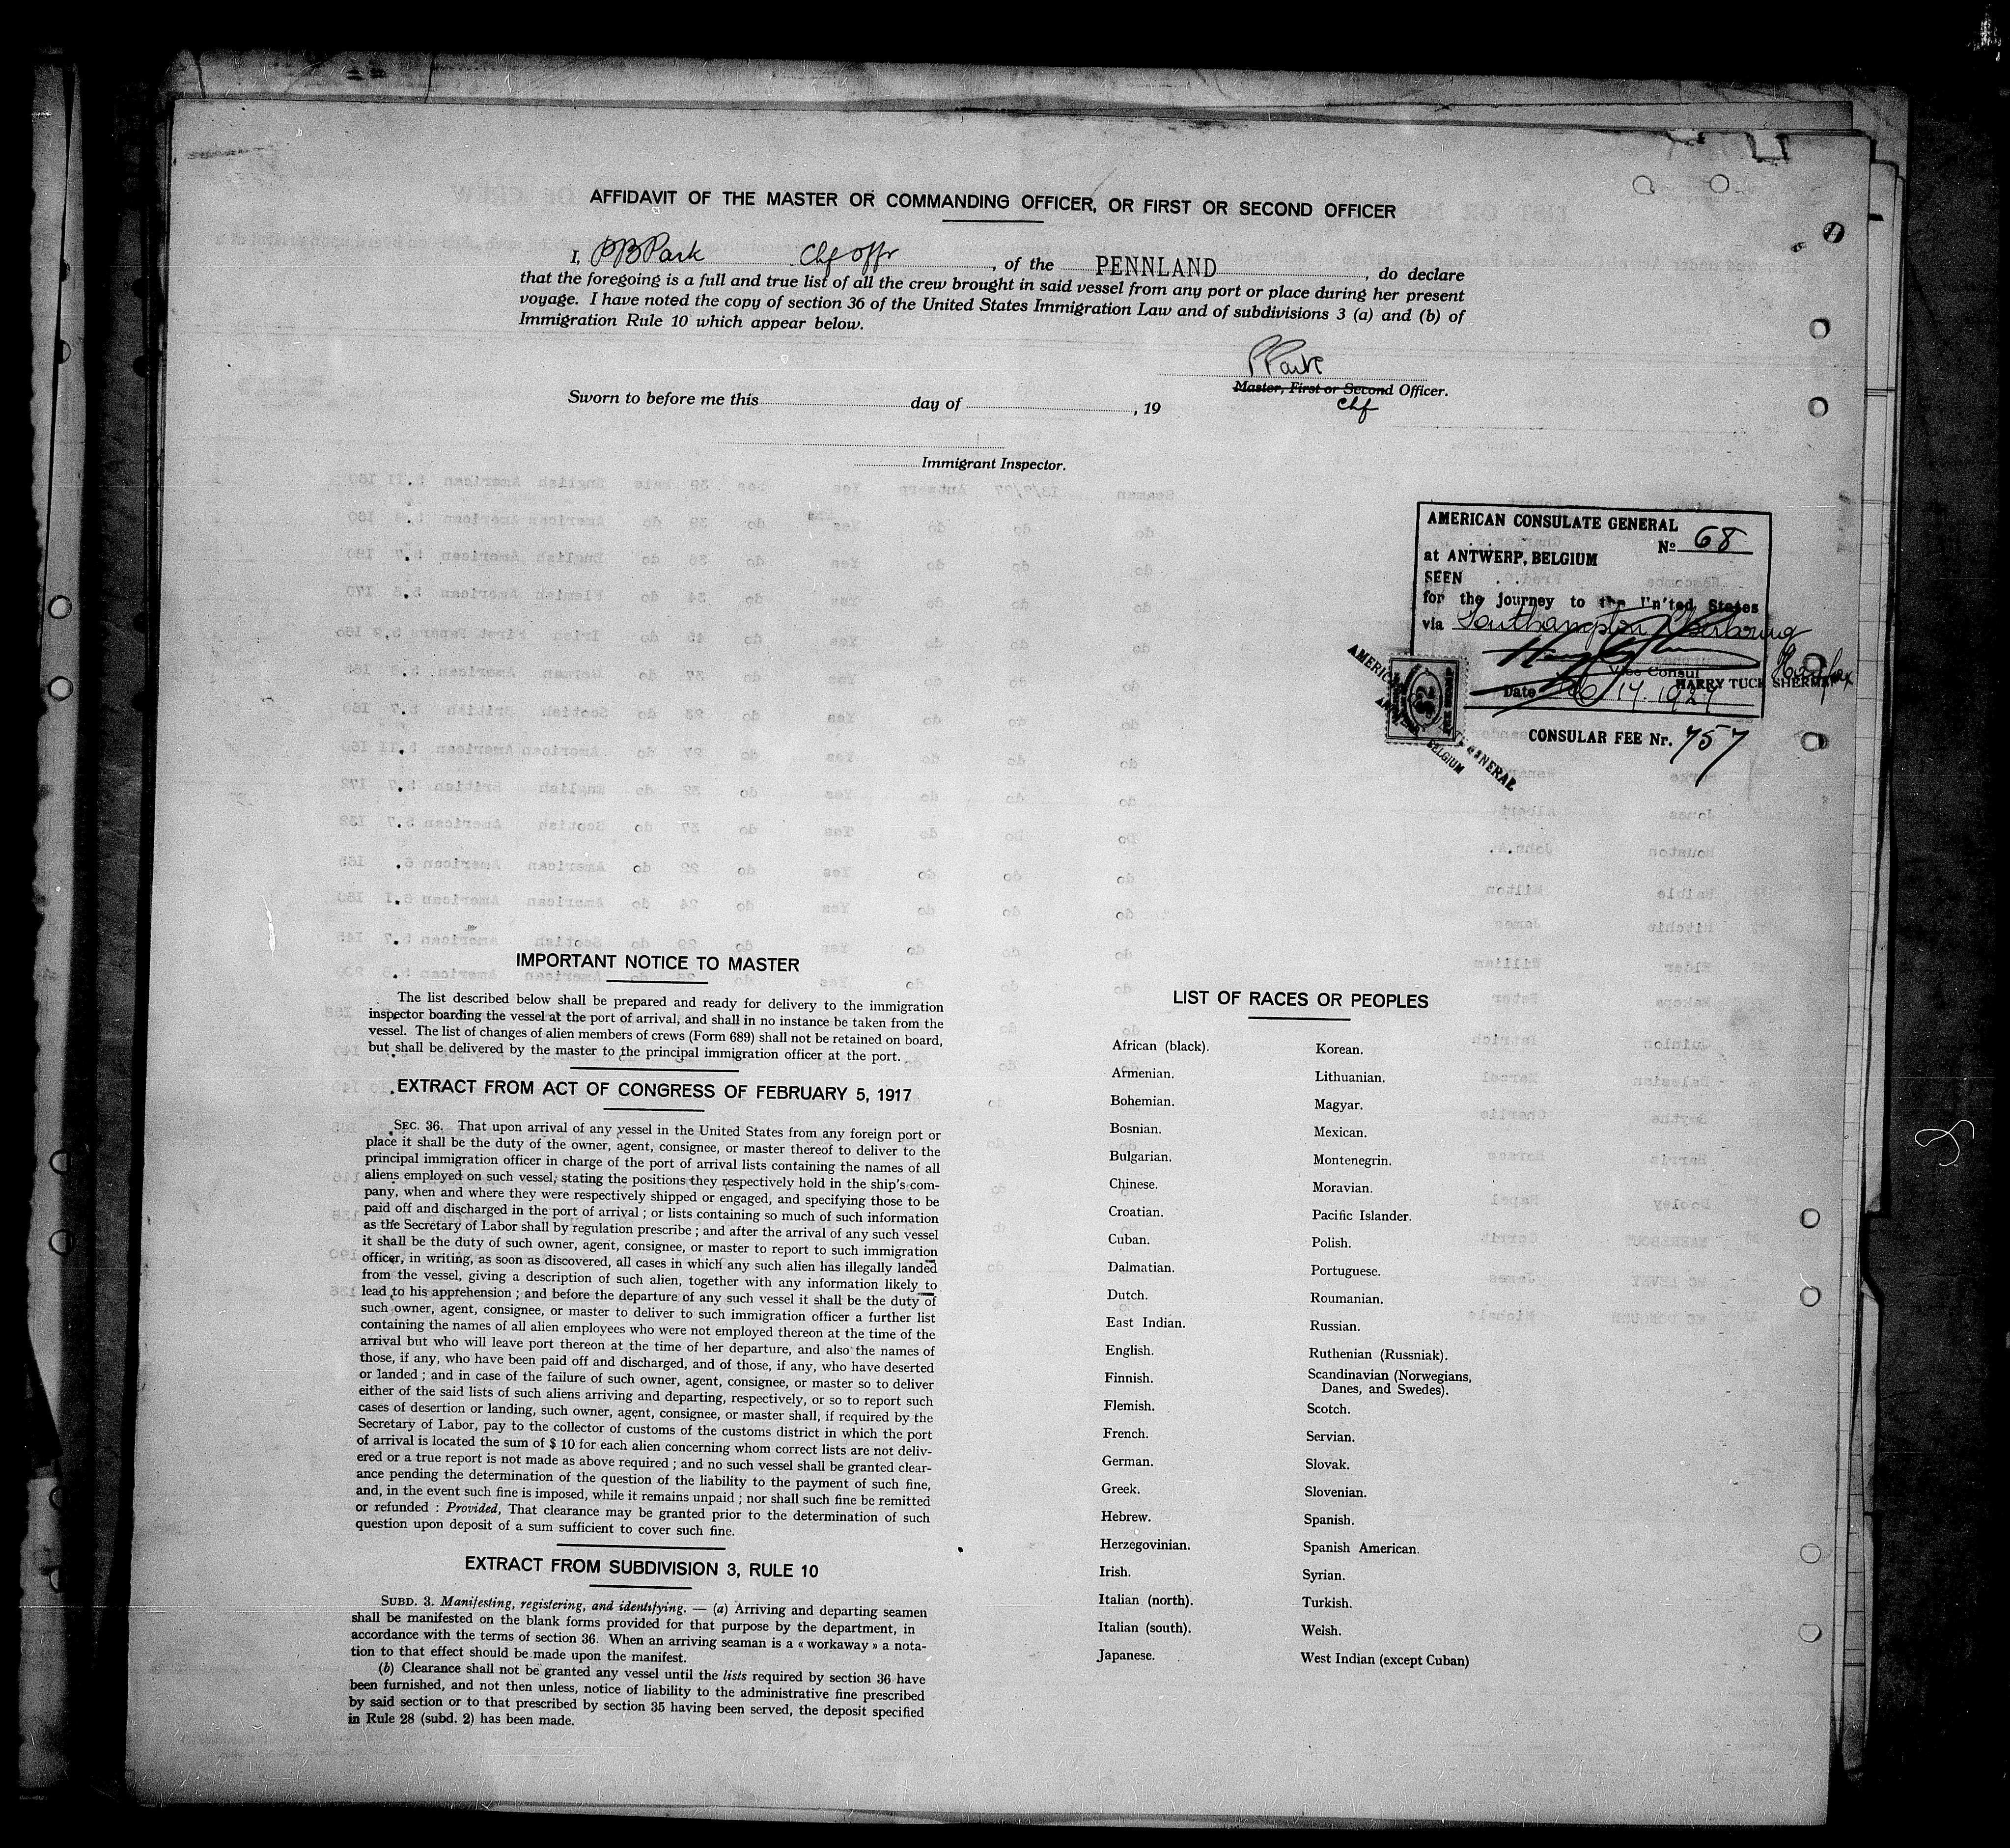 AFFIDAVIT OF THE MASTER OR COMMANDING OFFICER, OR FIRST OR SECOND OFFICER
I, PBPark Chf Offr, of the PENNLAND, do declare
that the foregoing is a full and true list of all the crew brought in said vessel from any port or place during her present
voyage. I have noted the copy of section 36 of the United States Immigration Law and of subdivisions 3 (a) and (b) of
Immigration Rule 10 which appear below.
PPark
Master, First or Second Officer.
Chf
Sworn to before me this day of , 19
Immigrant Inspector.
AMERICAN CONSULATE GENERAL
No 68
at ANTWERP, BELGIUM
SEEN
for the journey to the United States
via Southampton Cherbourg
Halifax
Vice Consul
HARRY TUCK SHERMAN
Date 14. 1927
CONSULAR FEE Nr. 757
IMPORTANT NOTICE TO MASTER
The list described below shall be prepared and ready for delivery to the immigration
inspector boarding the vessel at the port of arrival, and shall in no instance be taken from the
vessel. The list of changes of alien members of crews (Form 689) shall not be retained on board,
but shall be delivered by the master to the principal immigration officer at the port.
EXTRACT FROM ACT OF CONGRESS OF FEBRUARY 5, 1917
SEC. 36. That upon arrival of any vessel in the United States from any foreign port or
place it shall be the duty of the owner, agent, consignee, or master thereof to deliver to the
principal immigration officer in charge of the port of arrival lists containing the names of all
aliens employed on such vessel, stating the positions they respectively hold in the ship's com-
pany, when and where they were respectively shipped or engaged, and specifying those to be
paid off and discharged in the port of arrival ; or lists containing so much of such information
as the Secretary of Labor shall by regulation prescribe ; and after the arrival of any such vessel
it shall be the duty of such owner, agent, consignee, or master to report to such immigration
officer, in writing, as soon as discovered, all cases in which any such alien has illegally landed
from the vessel, giving a description of such alien, together with any information likely to
lead to his apprehension ; and before the departure of any such vessel it shall be the duty of
such owner, agent, consignee, or master to deliver to such immigration officer a further list
containing the names of all alien employees who were not employed thereon at the time of the
arrival but who will leave port thereon at the time of her departure, and also the names of
those, if any, who have been paid off and discharged, and of those, if any, who have deserted
or landed ; and in case of the failure of such owner, agent, consignee, or master so to deliver
either of the said lists of such aliens arriving and departing, respectively, or so to report such
cases of desertion or landing, such owner, agent, consignee, or master shall, if required by the
Secretary of Labor, pay to the collector of customs of the customs district in which the port
of arrival is located the sum of $ 10 for each alien concerning whom correct lists are not deliv-
ered or a true report is not made as above required ; and no such vessel shall be granted clear-
ance pending the determination of the question of the liability to the payment of such fine,
and, in the event such fine is imposed, while it remains unpaid ; nor shall such fine be remitted
or refunded : Provided, That clearance may be granted prior to the determination of such
question upon deposit of a sum sufficient to cover such fine.
EXTRACT FROM SUBDIVISION 3, RULE 10
SUBD. 3. Manifesting, registering, and identifying. — (a) Arriving and departing seamen
shall be manifested on the blank forms provided for that purpose by the department, in
accordance with the terms of section 36. When an arriving seaman is a « workaway » a nota-
tion to that effect should be made upon the manifest.
(b) Clearance shall not be granted any vessel until the lists required by section 36 have
been furnished, and not then unless, notice of liability to the administrative fine prescribed
by said section or to that prescribed by section 35 having been served, the deposit specified
in Rule 28 (subd. 2) has been made.
LIST OF RACES OR PEOPLES
African (black).
Armenian.
Bohemian.
Bosnian.
Bulgarian.
Chinese.
Croatian.
Cuban.
Dalmatian.
Dutch.
East Indian.
English.
Finnish.
Flemish.
French.
German.
Greek.
Hebrew.
Herzegovinian.
Irish.
Italian (north).
Italian (south).
Japanese.
Korean.
Lithuanian.
Magyar.
Mexican.
Montenegrin.
Moravian.
Pacific Islander.
Polish.
Portuguese.
Roumanian.
Russian.
Ruthenian (Russniak).
Scandinavian (Norwegians,
Danes, and Swedes).
Scotch.
Servian.
Slovak.
Slovenian.
Spanish.
Spanish American.
Syrian.
Turkish.
Welsh.
West Indian (except Cuban)